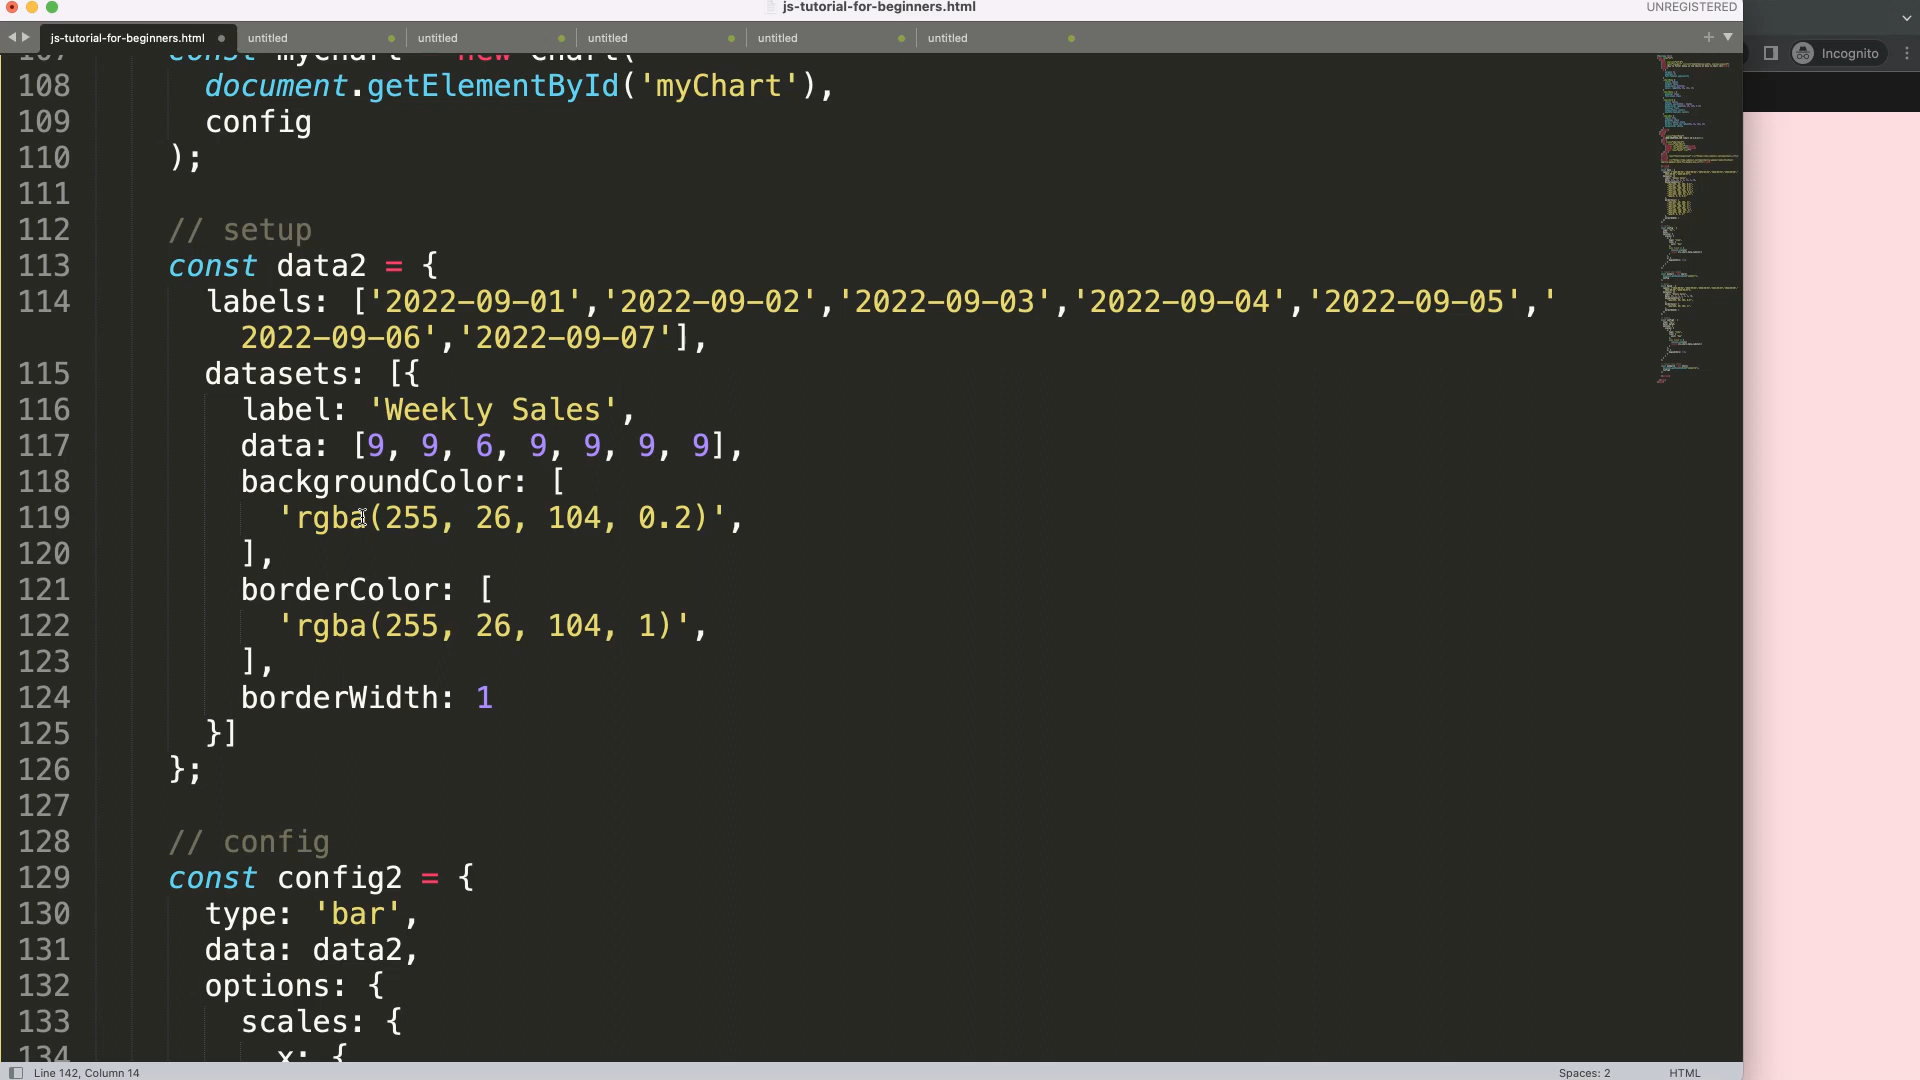 js-tutorial-for-beginners.html
UNREGISTERED
js-tutorial-for-beginners.html untitled untitled untitled untitled untitled
Incognito
107 const myChart = new Chart(
108 document.getElementById('myChart'),
109 config
110 );
111
112 // setup
113 const data2 = {
114 labels: ['2022-09-01','2022-09-02','2022-09-03','2022-09-04','2022-09-05','
2022-09-06','2022-09-07'],
115 datasets: [{
116 label: 'Weekly Sales',
117 data: [9, 9, 6, 9, 9, 9, 9],
118 backgroundColor: [
119 'rgba(255, 26, 104, 0.2)',
120 ],
121 borderColor: [
122 'rgba(255, 26, 104, 1)',
123 ],
124 borderWidth: 1
125 }]
126 };
127
128 // config
129 const config2 = {
130 type: 'bar',
131 data: data2,
132 options: {
133 scales: {
134 x: {
Line 142, Column 14
Spaces: 2 HTML